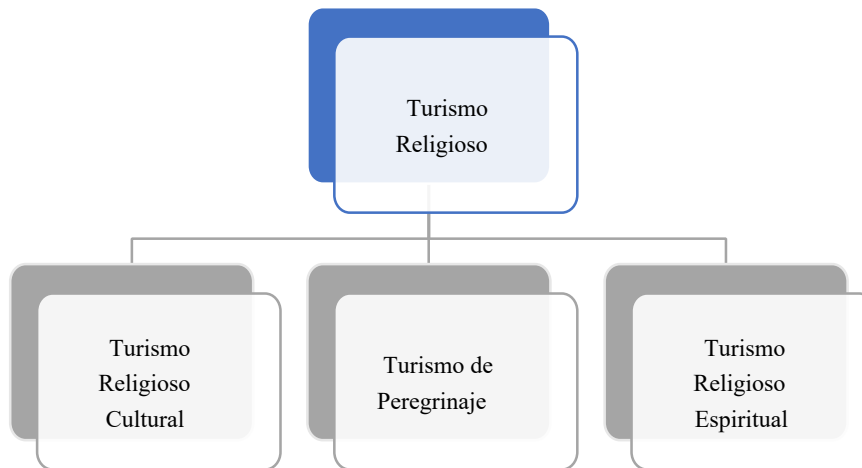 Turismo
Religioso
Turismo
Religioso
Cultural
Turismo de
Peregrinaje
Turismo
Religioso
Espiritual